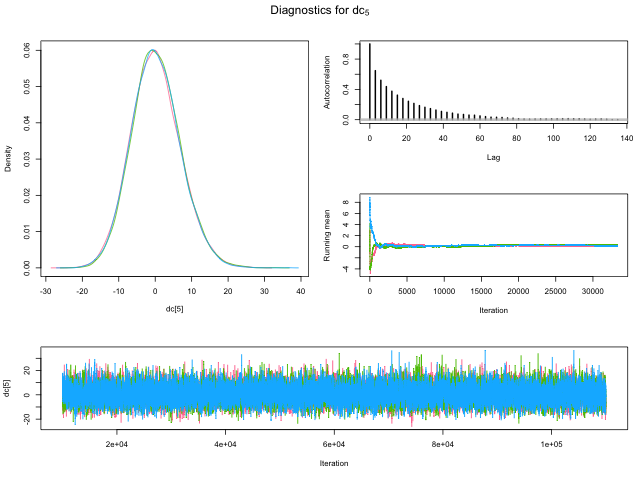 Diagnostics for dc5
Density
0.00 0.01 0.02 0.03 0.04 0.05 0.06
-30 -20 -10 0 10 20 30 40
dc[5]
Autocorrelation
0.0 0.4 0.8
0 20 40 60 80 100 120 140
Lag
Running mean
-4 0 2 4 6 8
0 5000 10000 15000 20000 25000 30000
Iteration
dc[5]
-20 0 20
2e+04 4e+04 6e+04 8e+04 1e+05
Iteration